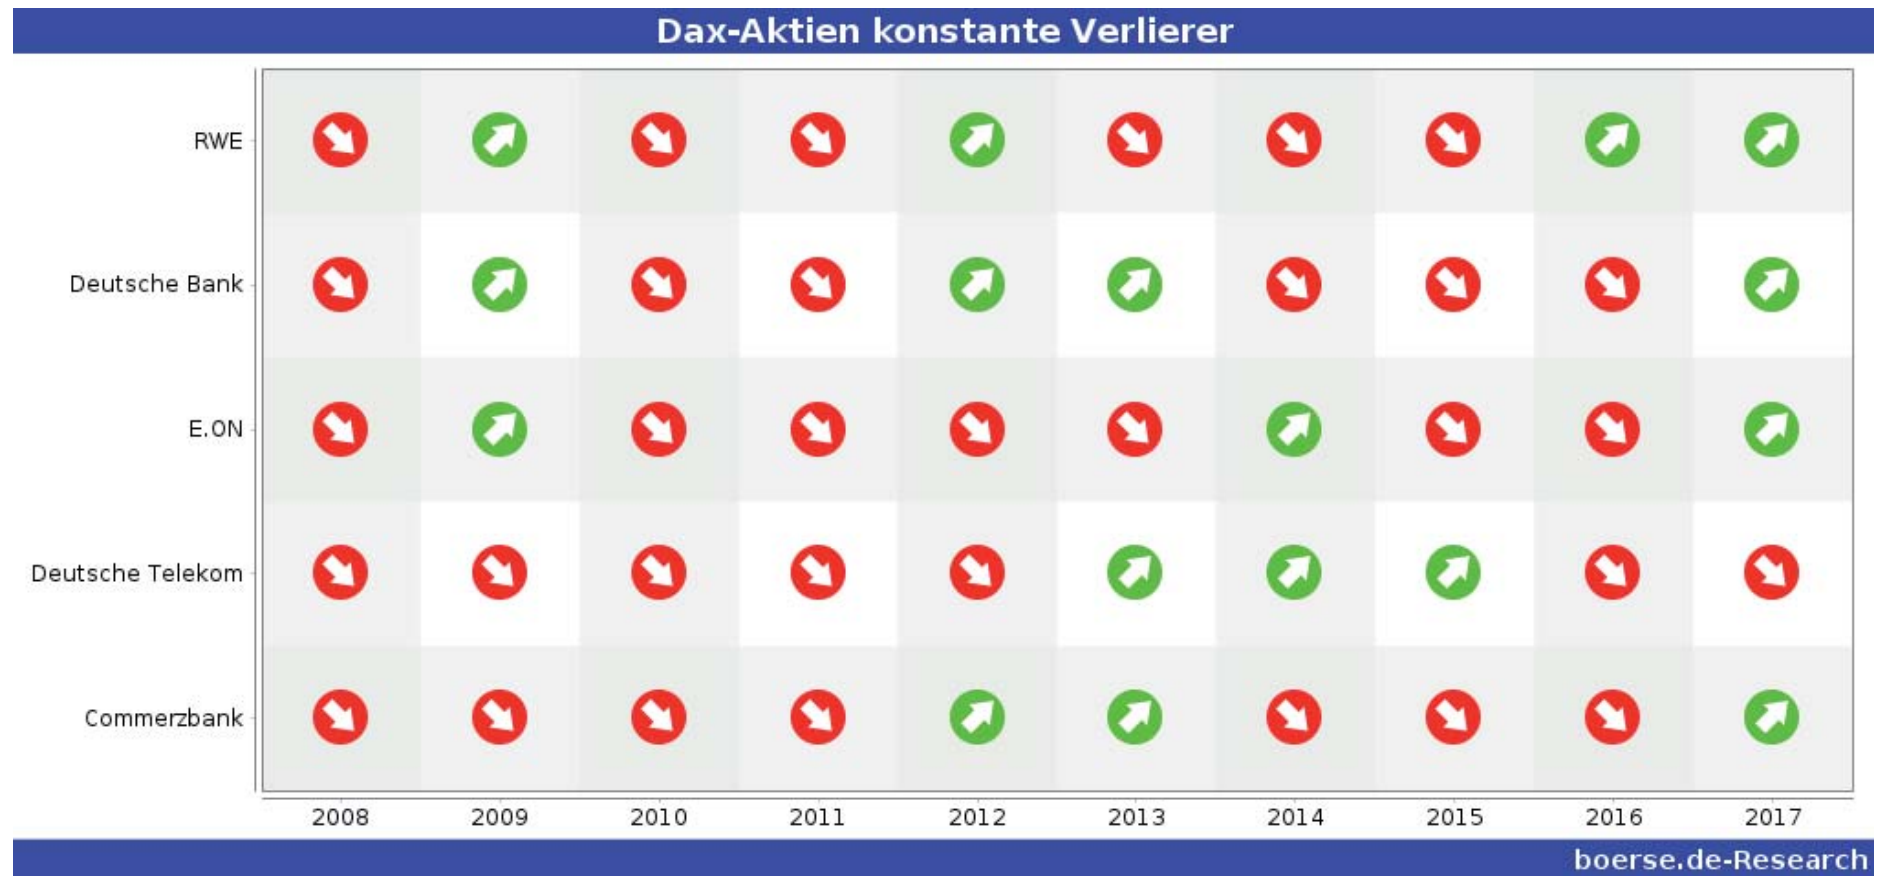 Dax-Aktien konstante Verlierer
RWE
Deutsche Bank
E.ON
Deutsche Telekom
Commerzbank
2008 2009 2010 2011 2012 2013 2014 2015 2016 2017
boerse.de-Research